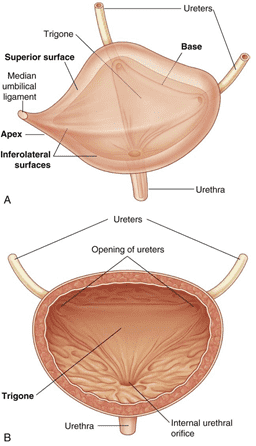 Ureters
Trigone
Base
Superior surface
Median
umbilical
ligament
Apex
Inferolateral
surfaces
Urethra
A
Ureters
Opening of ureters
Trigone
Urethra
Internal urethral
orifice
B